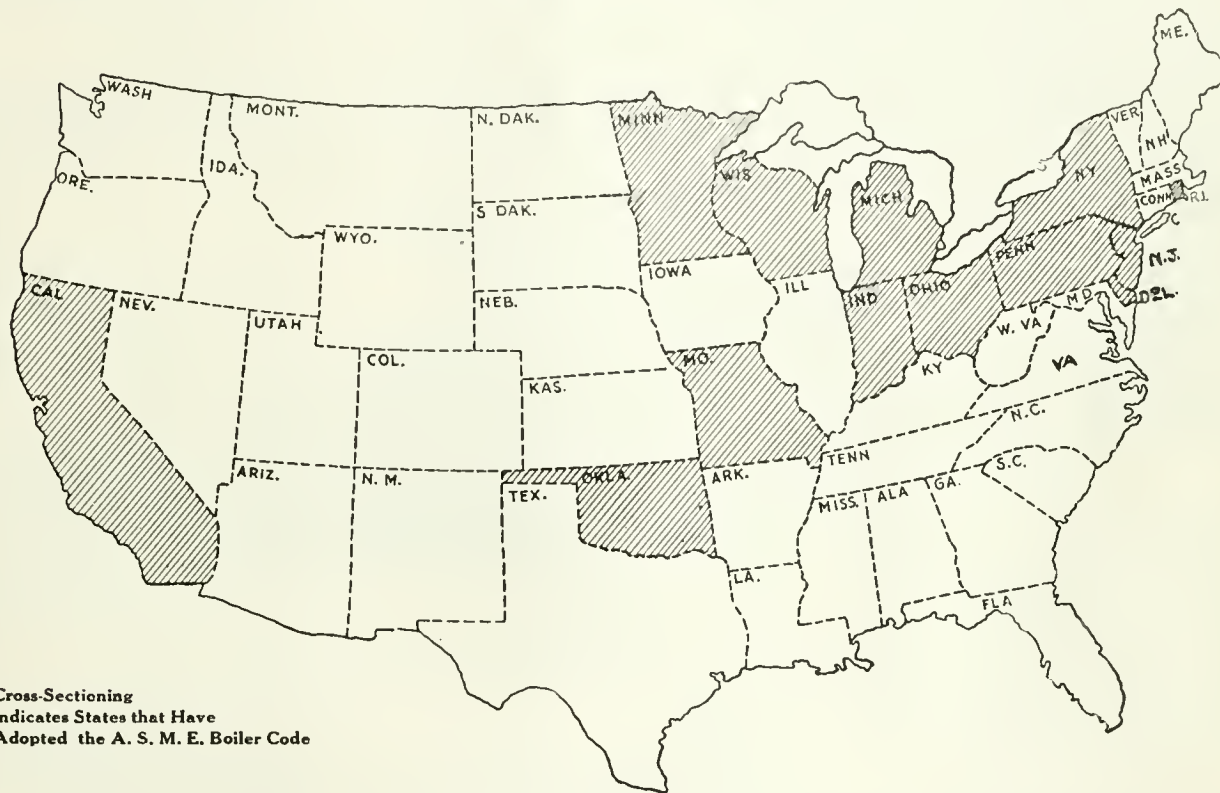 ME.
WASH
MONT.
N. DAK.
MINN
VER
NH
IDA.
WIS
NY
MASS
ORE.
MICH
CONN
R.I.
S DAK.
WYO.
PENN
N.J.
IOWA
CAL
NEV.
NEB.
ILL
IND
OHIO
MD.
DEL.
UTAH
W. VA
COL.
MO.
KY
VA
KAS.
N.C.
TENN
S.C.
ARIZ.
N. M.
OKLA.
ARK.
TEX.
MISS.
ALA
GA.
LA.
FLA
Cross-Sectioning
ndicates States that Have
Adopted the A. S. M. E. Boiler Code